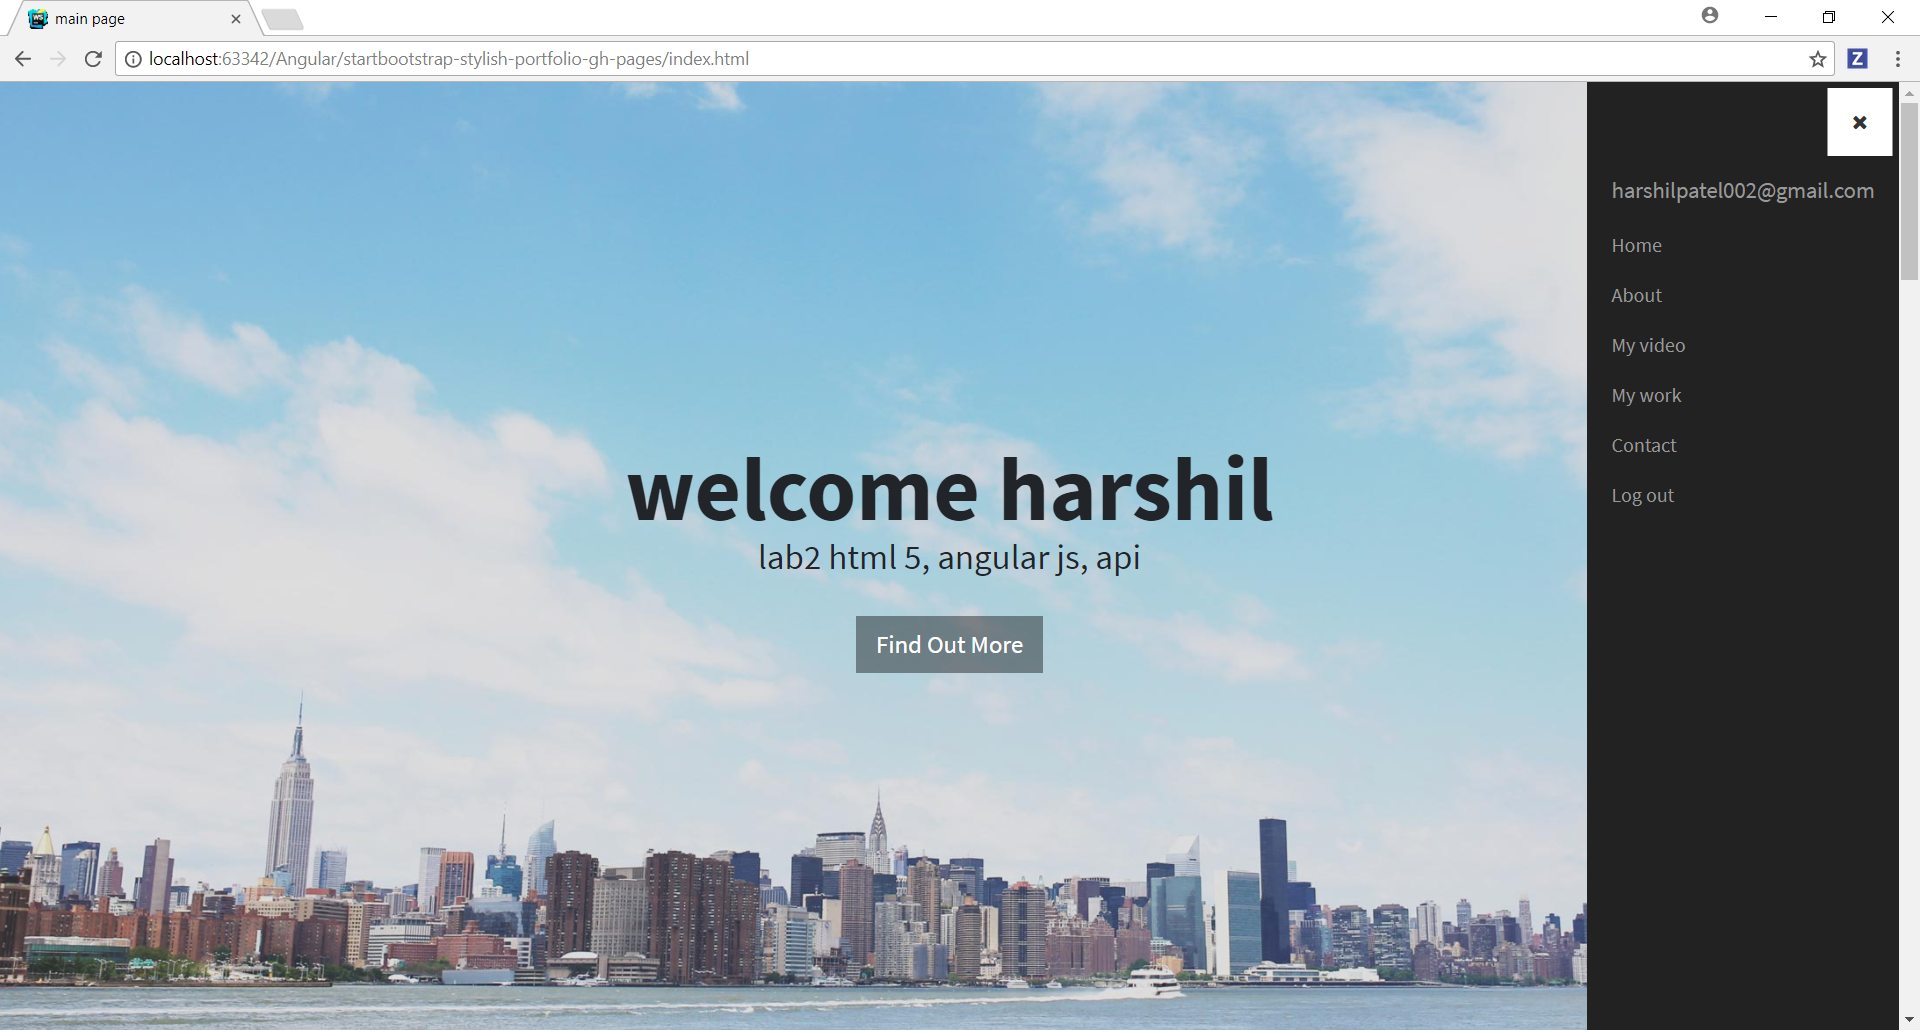 main page
localhost:63342/Angular/startbootstrap-stylish-portfolio-gh-pages/index.html
Z
harshilpatel002@gmail.com
Home
About
My video
My work
Contact
Log out
welcome harshil
lab2 html 5, angular js, api
Find Out More